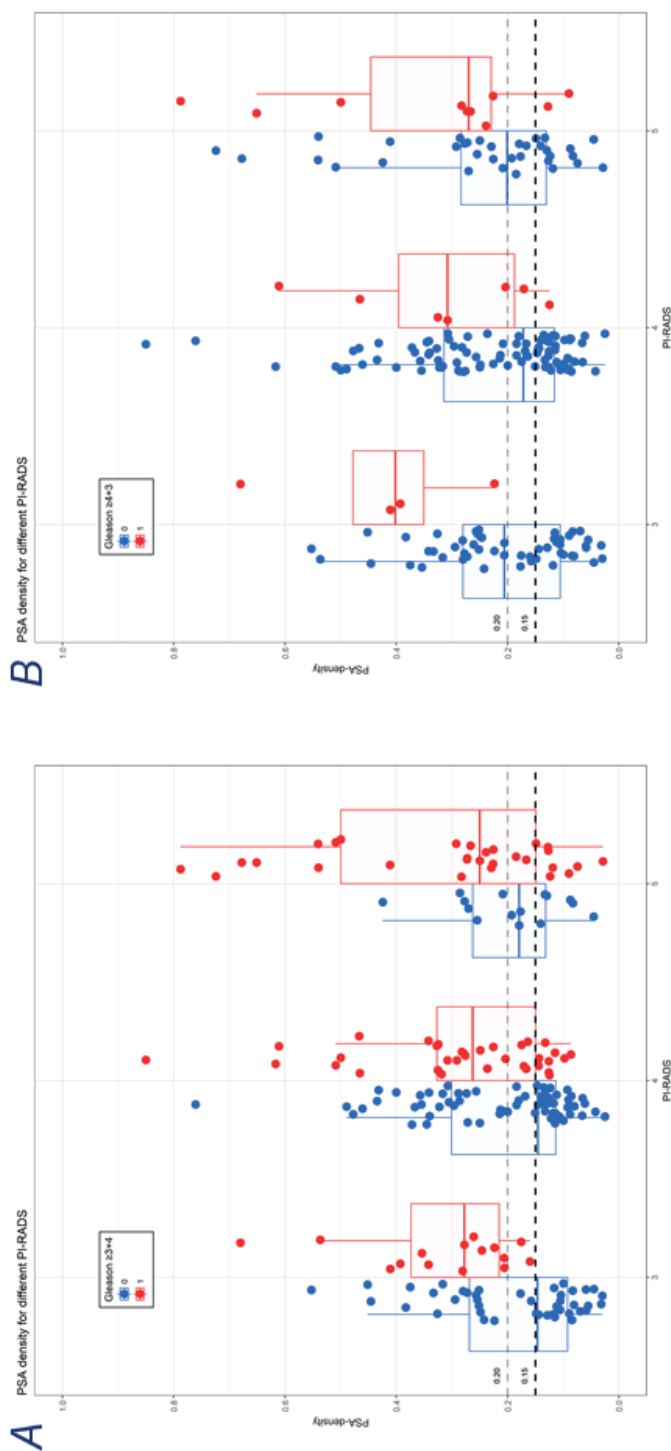 A
PSA density for different PI-RADS
Gleason ≥3+4
0
1
PSA-density
1.0
0.8
0.6
0.4
0.2
0.0
0.20
0.15
3
4
5
PI-RADS
B
PSA density for different PI-RADS
Gleason ≥4+3
0
1
PSA-density
1.0
0.8
0.6
0.4
0.2
0.0
0.20
0.15
3
4
5
PI-RADS